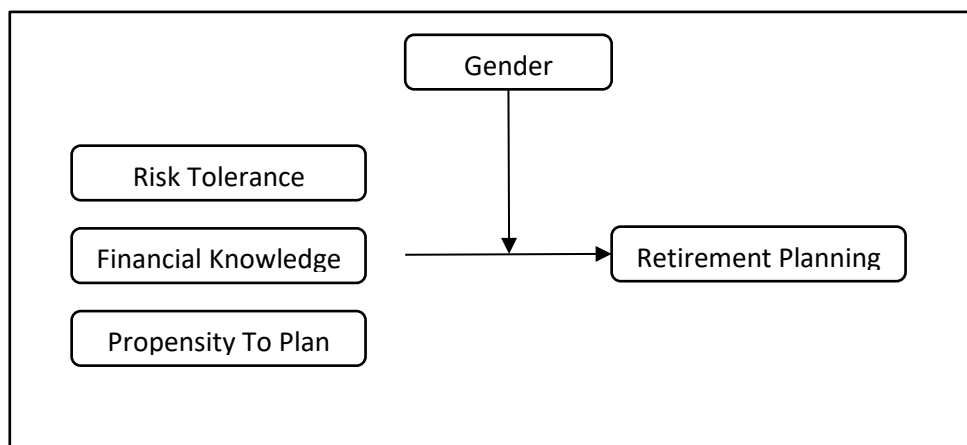 Gender
Risk Tolerance
Financial Knowledge
Retirement Planning
Propensity To Plan